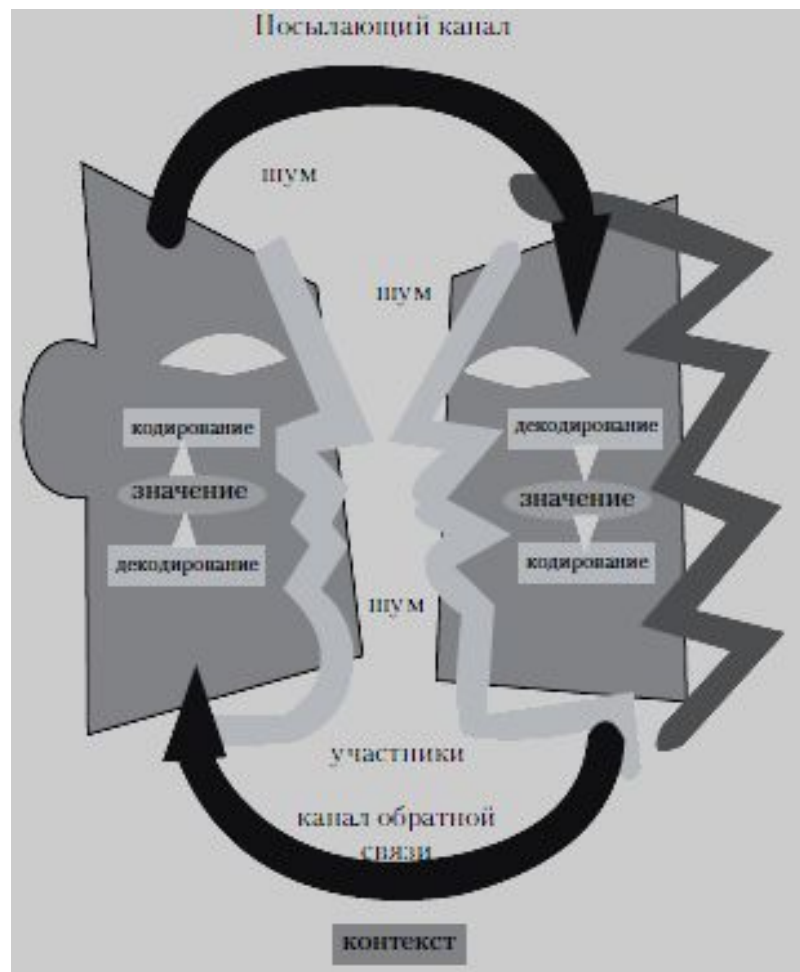 Посылающий канал
шум
шум
кодирование
значение
декодирование
декодирование
значение
кодирование
шум
участники
канал обратной
связи
контекст